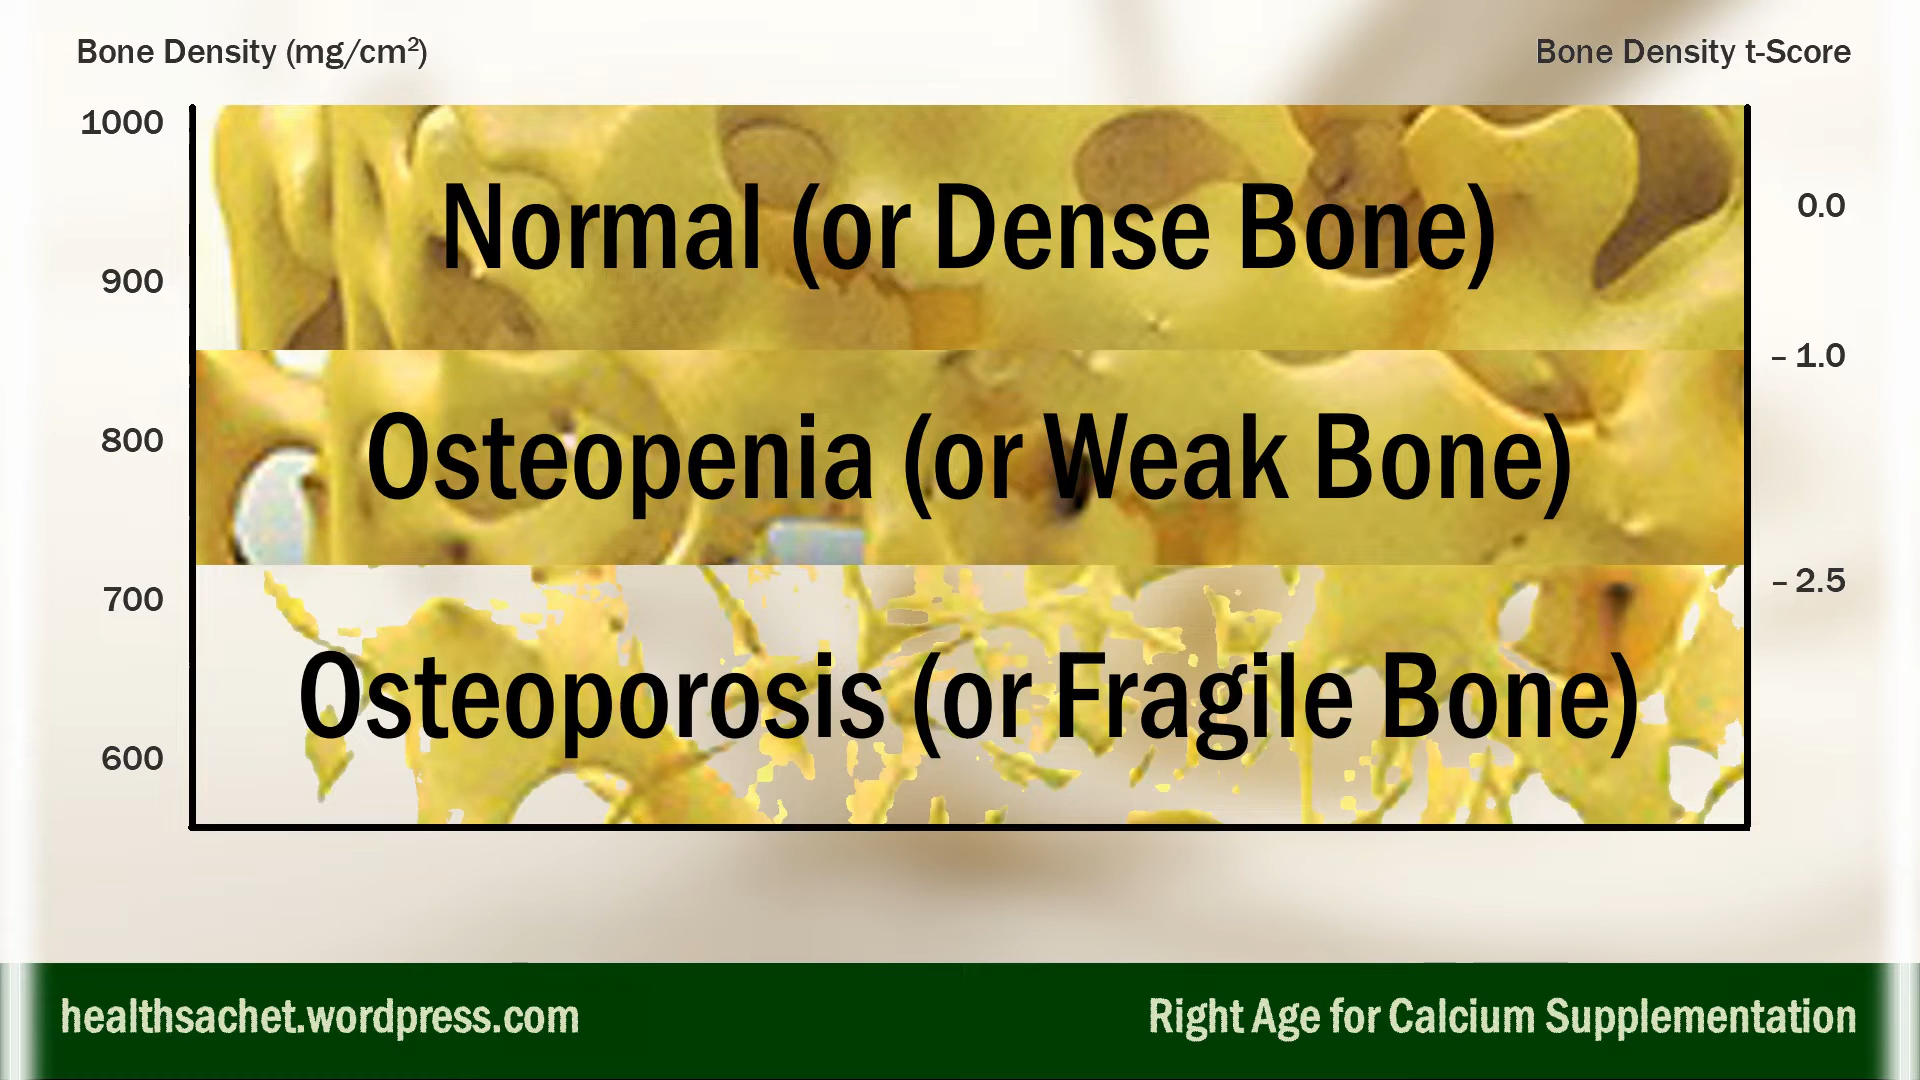 Bone Density (mg/cm²)
Bone Density t-Score
1000
900
800
700
600
Normal (or Dense Bone)
Osteopenia (or Weak Bone)
Osteoporosis (or Fragile Bone)
0.0
– 1.0
– 2.5
healthsachet.wordpress.com
Right Age for Calcium Supplementation